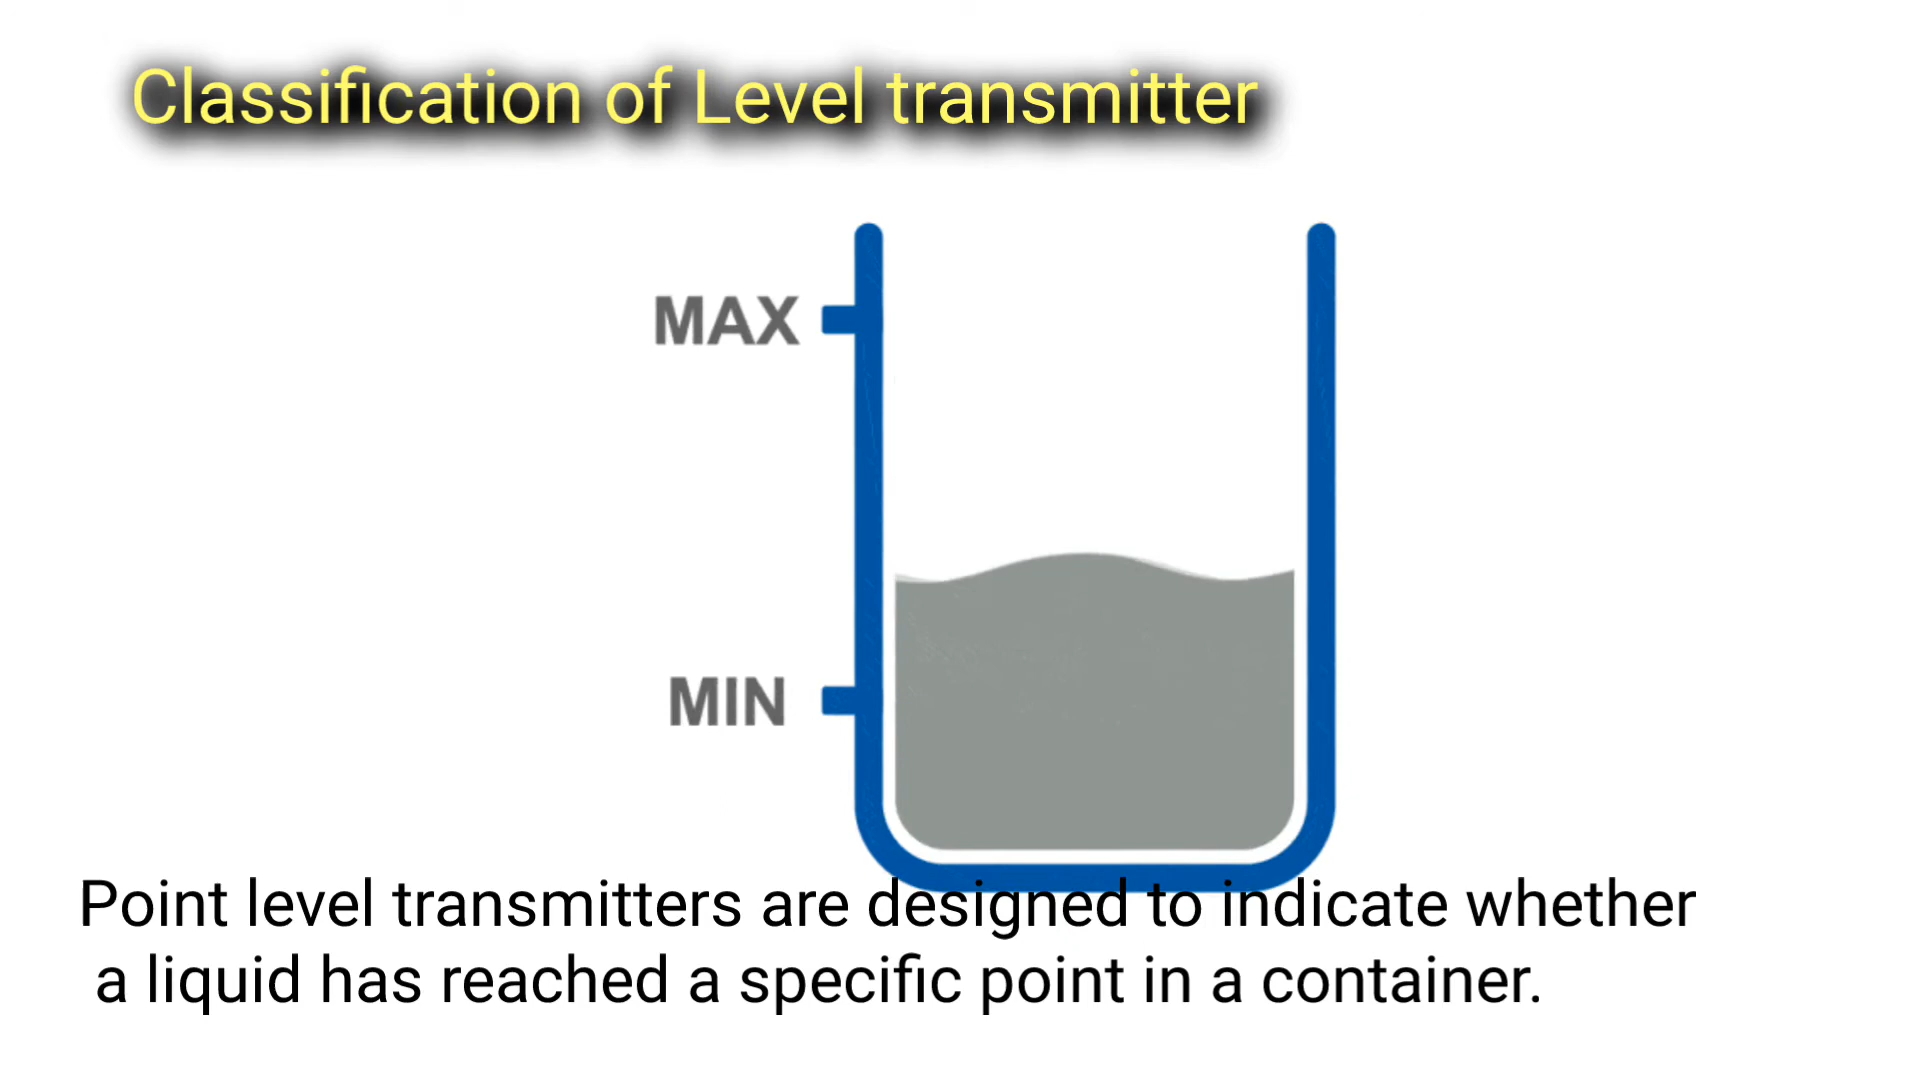 Classification of Level transmitter
MAX
MIN
Point level transmitters are designed to indicate whether
a liquid has reached a specific point in a container.